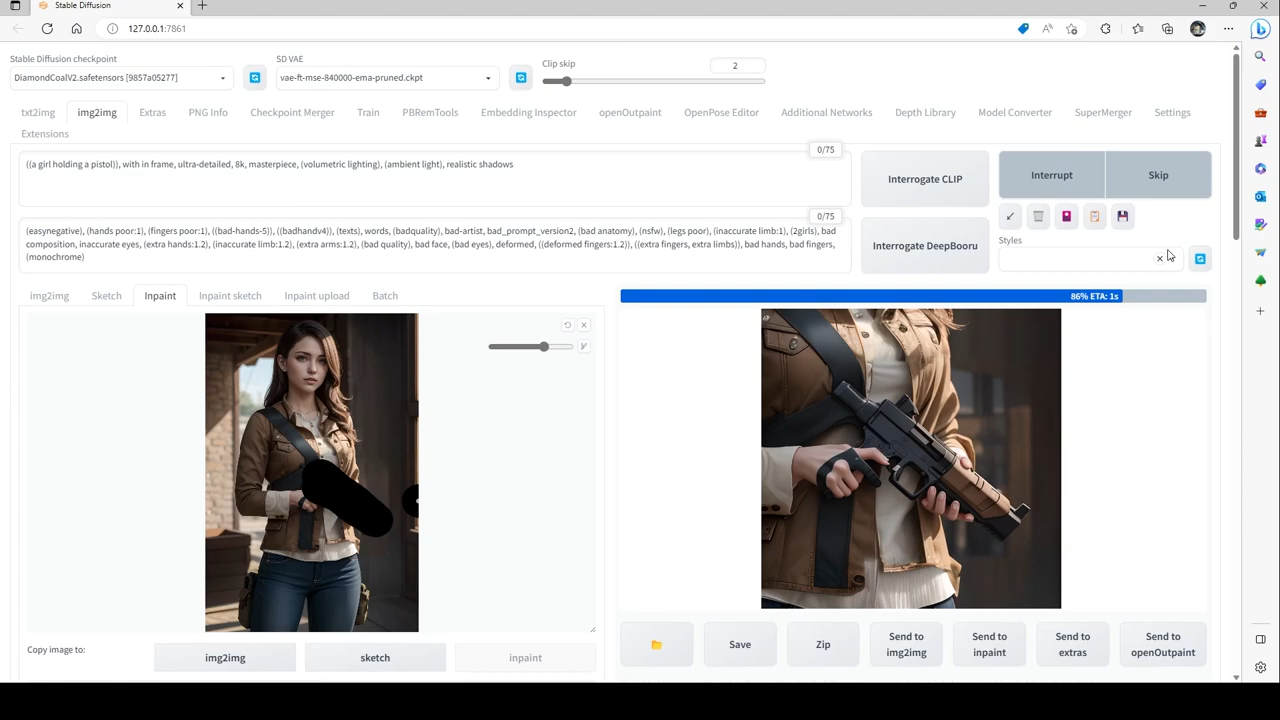 Stable Diffusion
127.0.0.1:7861
Stable Diffusion checkpoint
SD VAE
Clip skip
2
DiamondCoalV2.safetensors [9857a05277]
vae-ft-mse-840000-ema-pruned.ckpt
txt2img
img2img
Extras
PNG Info
Checkpoint Merger
Train
PBRemTools
Embedding Inspector
openOutpaint
OpenPose Editor
Additional Networks
Depth Library
Model Converter
SuperMerger
Settings
Extensions
0/75
((a girl holding a pistol)), with in frame, ultra-detailed, 8k, masterpiece, (volumetric lighting), (ambient light), realistic shadows
Interrogate CLIP
Interrupt
Skip
0/75
(easynegative), (hands poor:1), (fingers poor:1), ((bad-hands-5)), ((badhandv4)), (texts), words, (badquality), bad-artist, bad_prompt_version2, (bad anatomy), (nsfw), (legs poor), (inaccurate limb:1), (2girls), bad
composition, inaccurate eyes, (extra hands:1.2), (inaccurate limb:1.2), (extra arms:1.2), (bad quality), bad face, (bad eyes), deformed, ((deformed fingers:1.2)), ((extra fingers, extra limbs)), bad hands, bad fingers,
(monochrome)
Interrogate DeepBooru
Styles
img2img
Sketch
Inpaint
Inpaint sketch
Inpaint upload
Batch
86% ETA: 1s
Copy image to:
img2img
sketch
inpaint
Save
Zip
Send to
img2img
Send to
inpaint
Send to
extras
Send to
openOutpaint